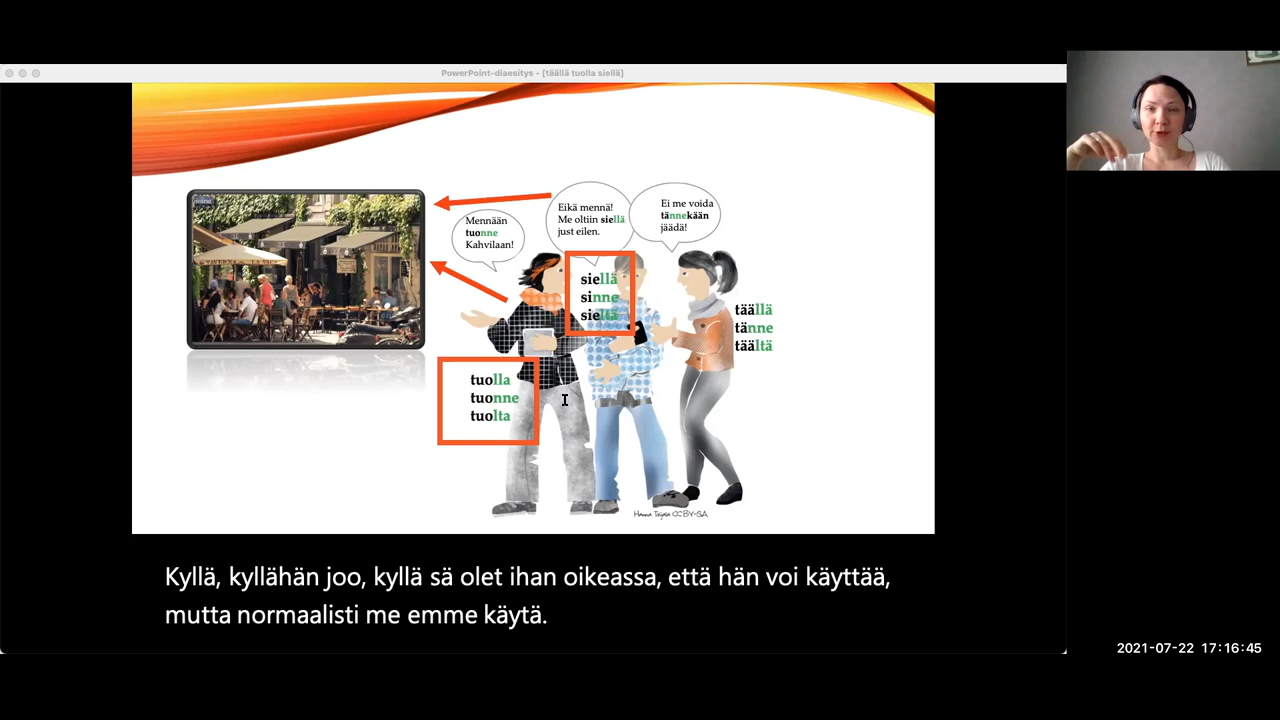 PowerPoint-diaesitys - [täällä tuolla siellä]
Mennään
tuonne
Kahvilaan!
Eikä mennä!
Me oltiin siellä
just eilen.
Ei me voida
tännekään
jäädä!
siellä
sinne
sieltä
täällä
tänne
täältä
tuolla
tuonne
tuolta
TAVERNA
Hanna Tarjala CC BY-SA
Kyllä, kyllähän joo, kyllä sä olet ihan oikeassa, että hän voi käyttää,
mutta normaalisti me emme käytä.
2021-07-22 17:16:45